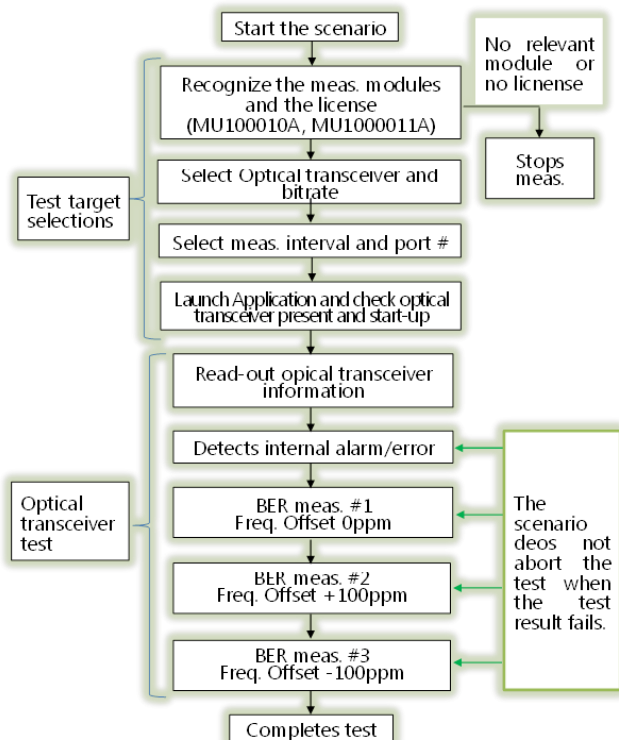 Start the scenario
No relevant
module or
no licnense
Recognize the meas. modules
and the license
(MU100010A, MU1000011A)
Stops
meas.
Test target
selections
Select Optical transceiver and
bitrate
Select meas. interval and port #
Launch Application and check optical
transceiver present and start-up
Read-out opical transceiver
information
Detects internal alarm/error
Optical
transceiver
test
BER meas. #1
Freq. Offset 0ppm
BER meas. #2
Freq. Offset +100ppm
BER meas. #3
Freq. Offset -100ppm
The
scenario
deos not
abort the
test when
the test
result fails.
Completes test